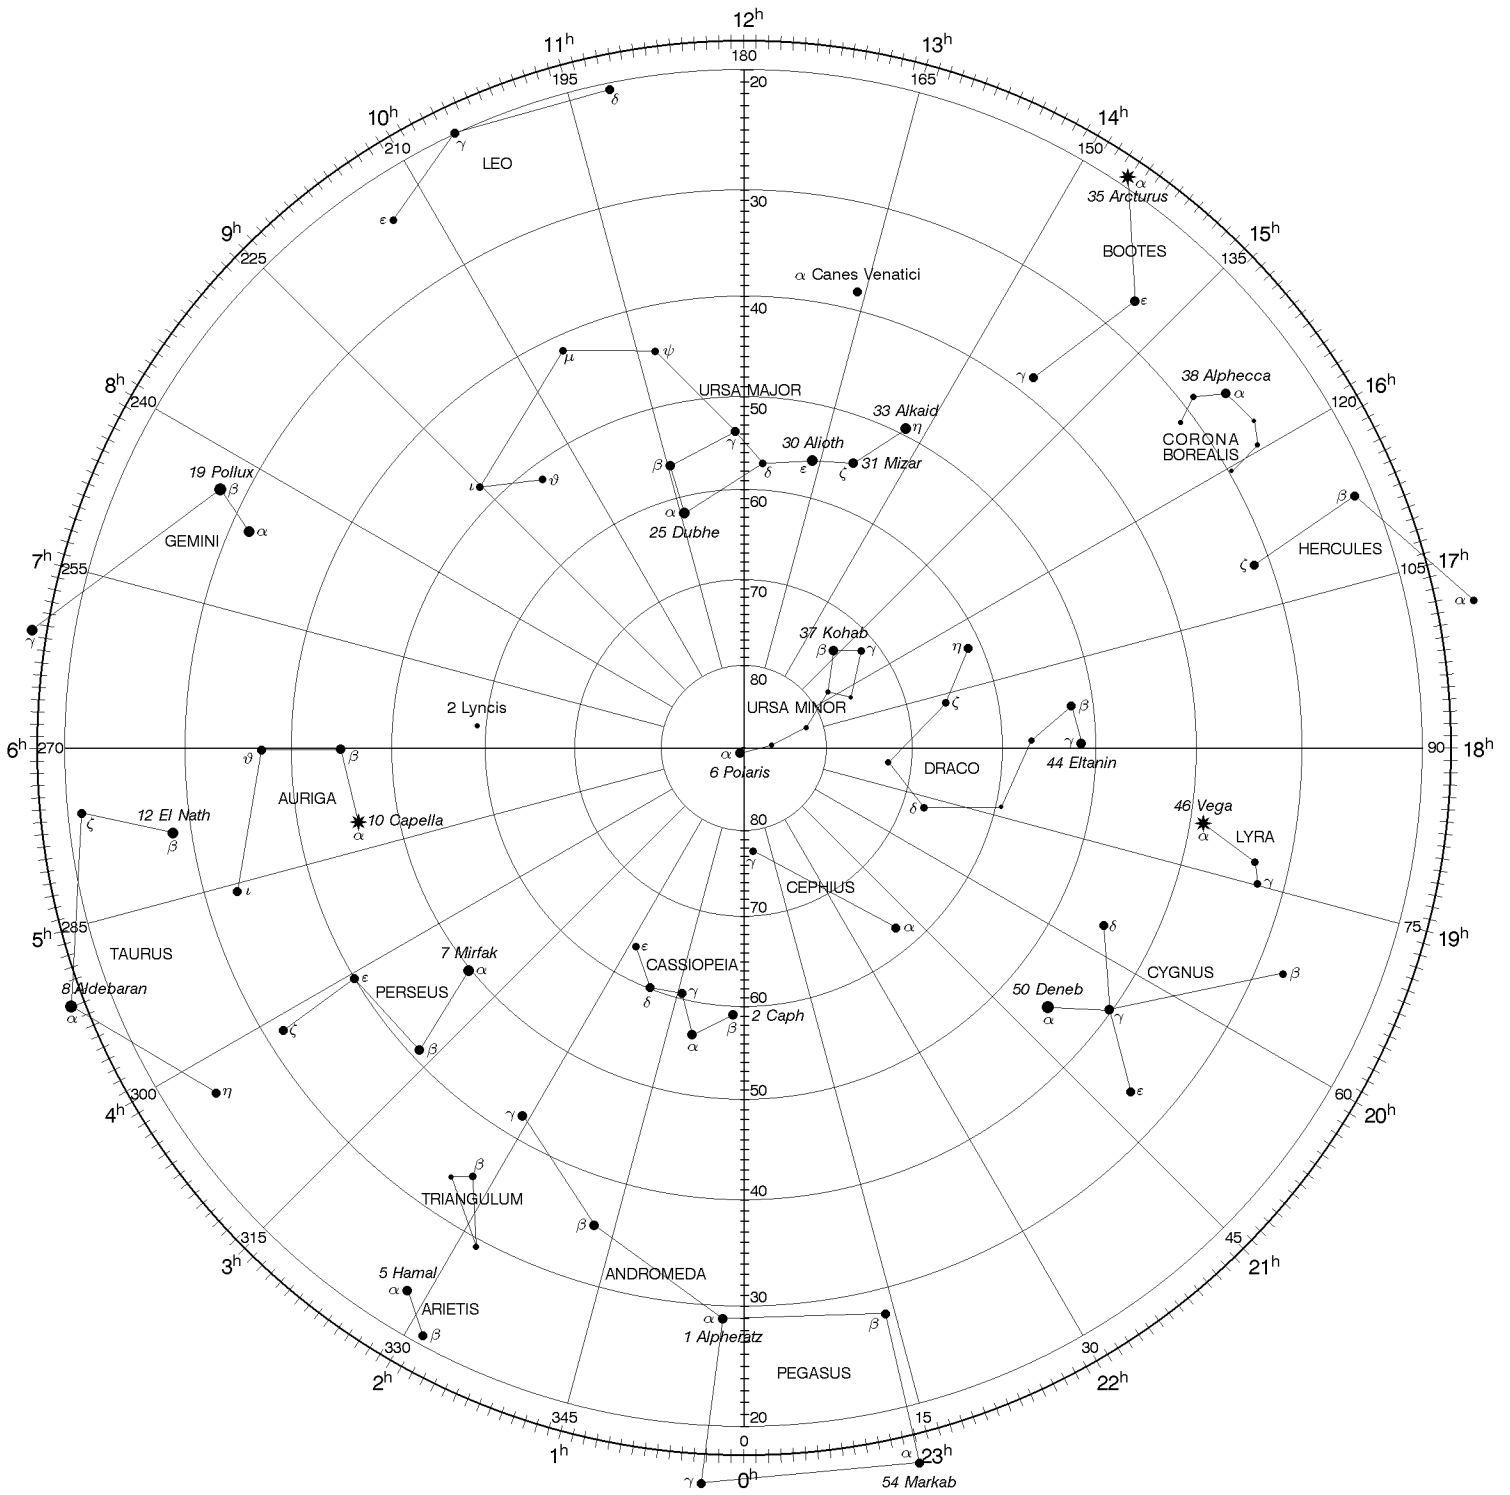 12h
11h
13h
180
195
165
20
δ
10h
14h
γ
LEO
210
150
α
35 Arcturus
30
ε
9h
15h
225
135
BOOTES
α Canes Venatici
ε
40
μ
ψ
8h
16h
γ
38 Alphecca
α
URSA MAJOR
240
120
50
33 Alkaid
η
γ
30 Alioth
CORONA
BOREALIS
19 Pollux
β
β
δ
ε
ζ
31 Mizar
ι
ϑ
β
60
α
25 Dubhe
α
GEMINI
HERCULES
7h
17h
255
105
ζ
70
α
γ
37 Kohab
β
γ
η
80
2 Lyncis
URSA MINOR
ζ
β
6h
270
90
18h
ϑ
β
α
6 Polaris
γ
44 Eltanin
DRACO
AURIGA
12 El Nath
β
ζ
10 Capella
α
80
δ
46 Vega
α
LYRA
γ
γ
CEPHIUS
ι
70
285
75
5h
19h
α
δ
TAURUS
7 Mirfak
α
ε
CASSIOPEIA
CYGNUS
β
8 Aldebaran
α
ε
PERSEUS
δ
γ
60
50 Deneb
α
γ
2 Caph
β
ζ
β
α
η
300
50
60
ε
4h
20h
γ
β
40
TRIANGULUM
β
315
45
3h
21h
5 Hamal
α
ANDROMEDA
30
ARIETIS
α
1 Alpheratz
β
β
330
30
PEGASUS
2h
22h
345
20
15
0
1h
23h
α
γ
0h
54 Markab